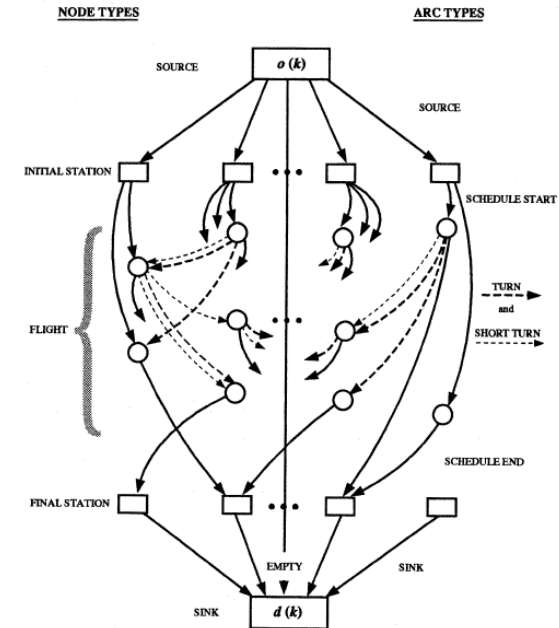 NODE TYPES
ARC TYPES
o (k)
SOURCE
SOURCE
INITIAL STATION
SCHEDULE START
TURN
and
SHORT TURN
FLIGHT
SCHEDULE END
FINAL STATION
EMPTY
SINK
SINK
d (k)